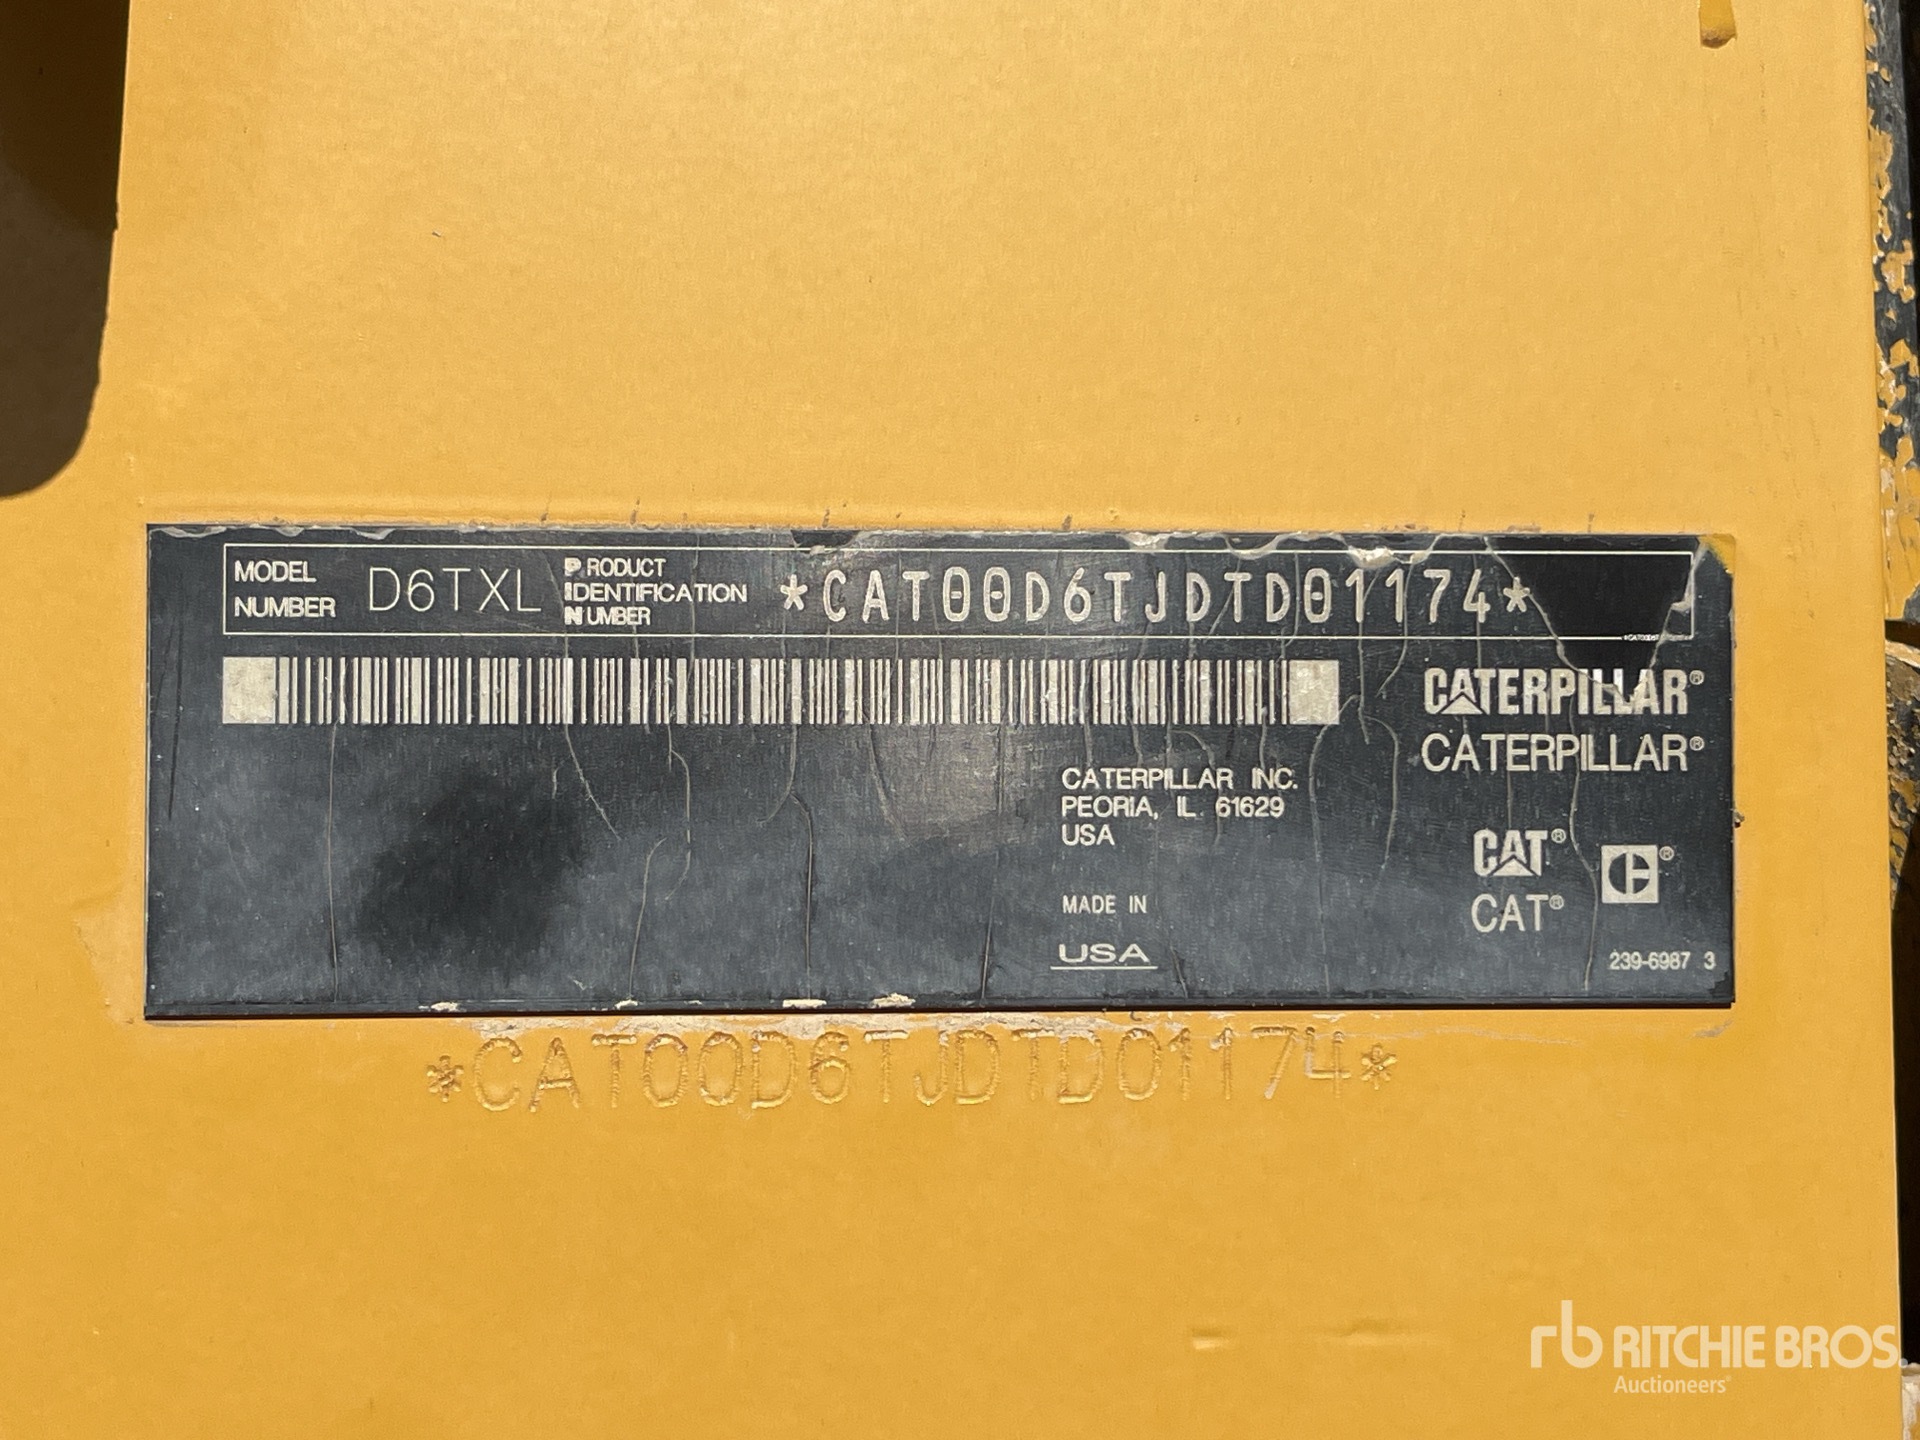 MODEL NUMBER D6TXL PRODUCT IDENTIFICATION NUMBER *CAT00D6TJDTD01174*
CATERPILLAR®
CATERPILLAR®
CATERPILLAR INC.
PEORIA, IL 61629
USA
CAT®
CAT®
MADE IN
USA
239-6987 3
*CAT00D6TJDTD01174*
rb RITCHIE BROS.
Auctioneers